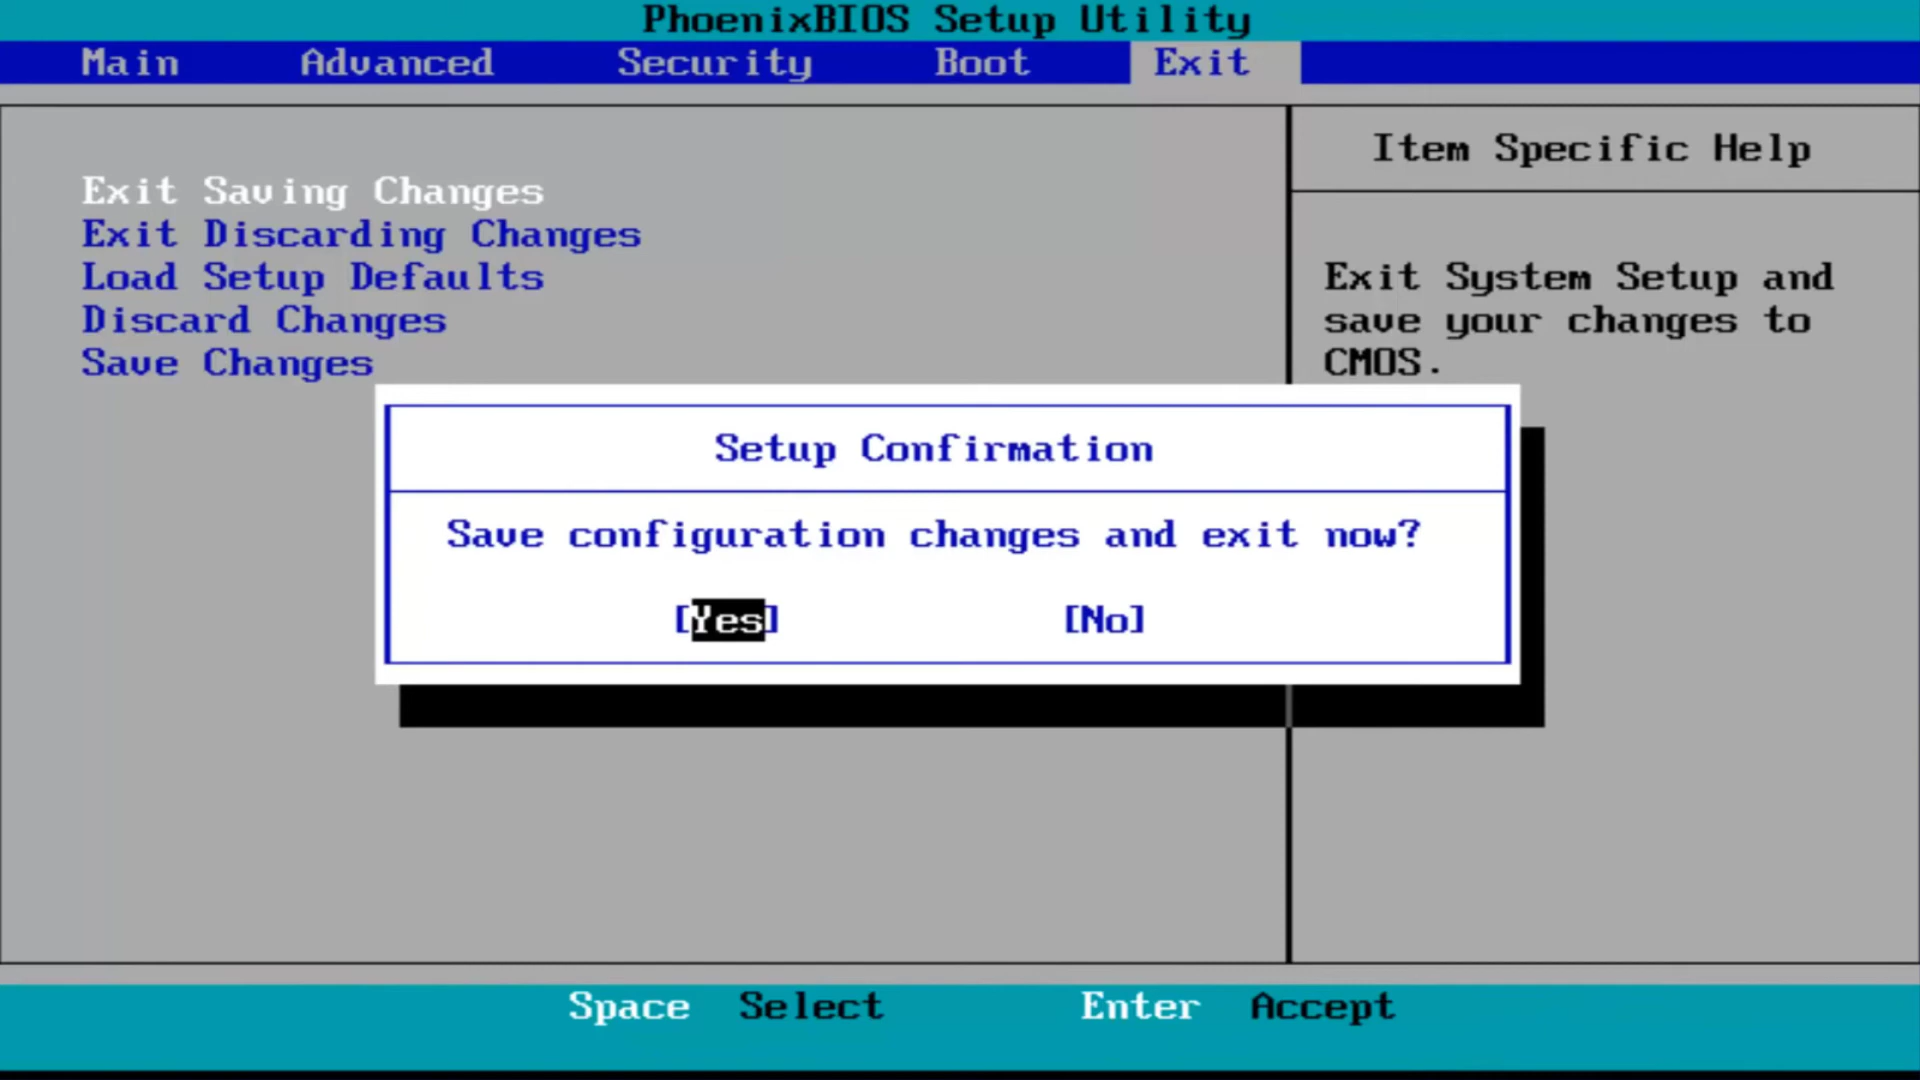 PhoenixBIOS Setup Utility
Main Advanced Security Boot Exit
Item Specific Help
Exit Saving Changes
Exit Discarding Changes
Load Setup Defaults
Discard Changes
Save Changes
Exit System Setup and
save your changes to
CMOS.
Setup Confirmation
Save configuration changes and exit now?
[Yes] [No]
Space Select Enter Accept